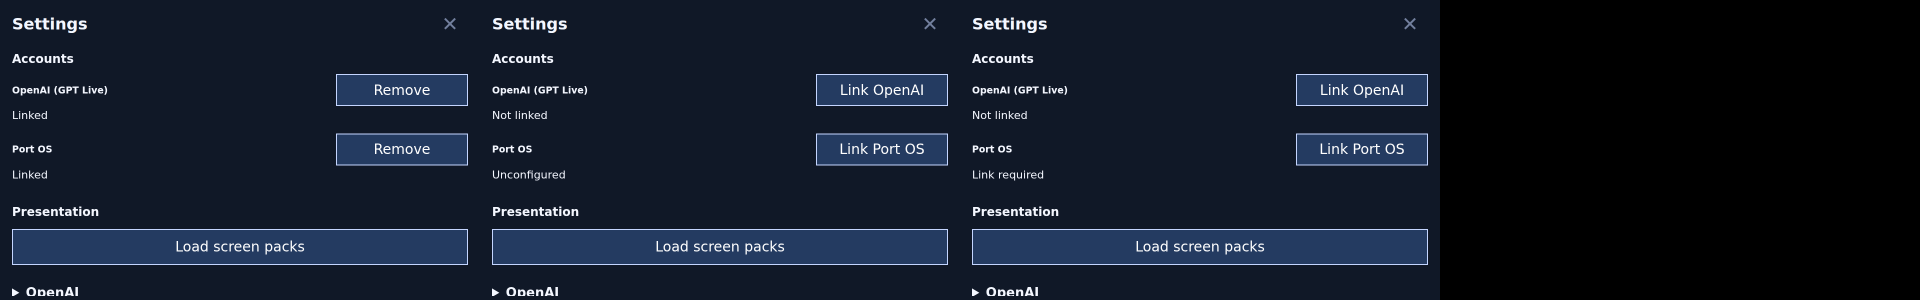 Settings ✕
Accounts
OpenAI (GPT Live) Remove
Linked
Port OS Remove
Linked
Presentation
Load screen packs
▶ OpenAI
Settings ✕
Accounts
OpenAI (GPT Live) Link OpenAI
Not linked
Port OS Link Port OS
Unconfigured
Presentation
Load screen packs
▶ OpenAI
Settings ✕
Accounts
OpenAI (GPT Live) Link OpenAI
Not linked
Port OS Link Port OS
Link required
Presentation
Load screen packs
▶ OpenAI